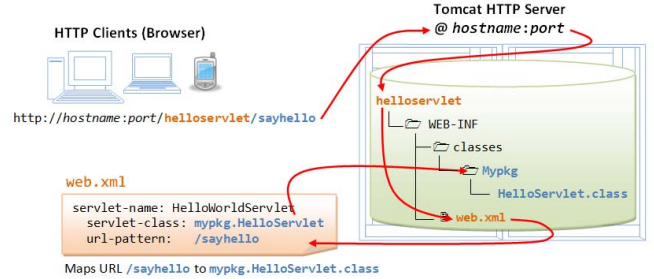 Tomcat HTTP Server
@ hostname:port
HTTP Clients (Browser)
http://hostname:port/helloservlet/sayhello
helloservlet
WEB-INF
classes
Mypkg
HelloServlet.class
web.xml
web.xml
servlet-name: HelloWorldServlet
servlet-class: mypkg.HelloServlet
url-pattern: /sayhello
Maps URL /sayhello to mypkg.HelloServlet.class